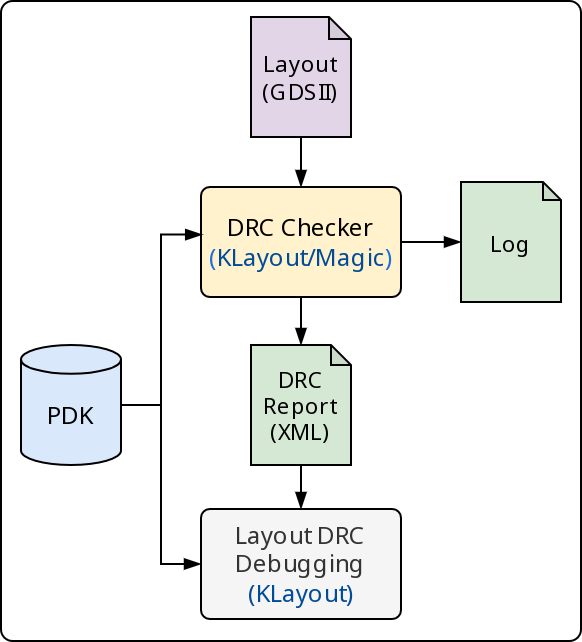 Layout
(GDSII)
DRC Checker
(KLayout/Magic)
Log
DRC
Report
(XML)
PDK
Layout DRC
Debugging
(KLayout)